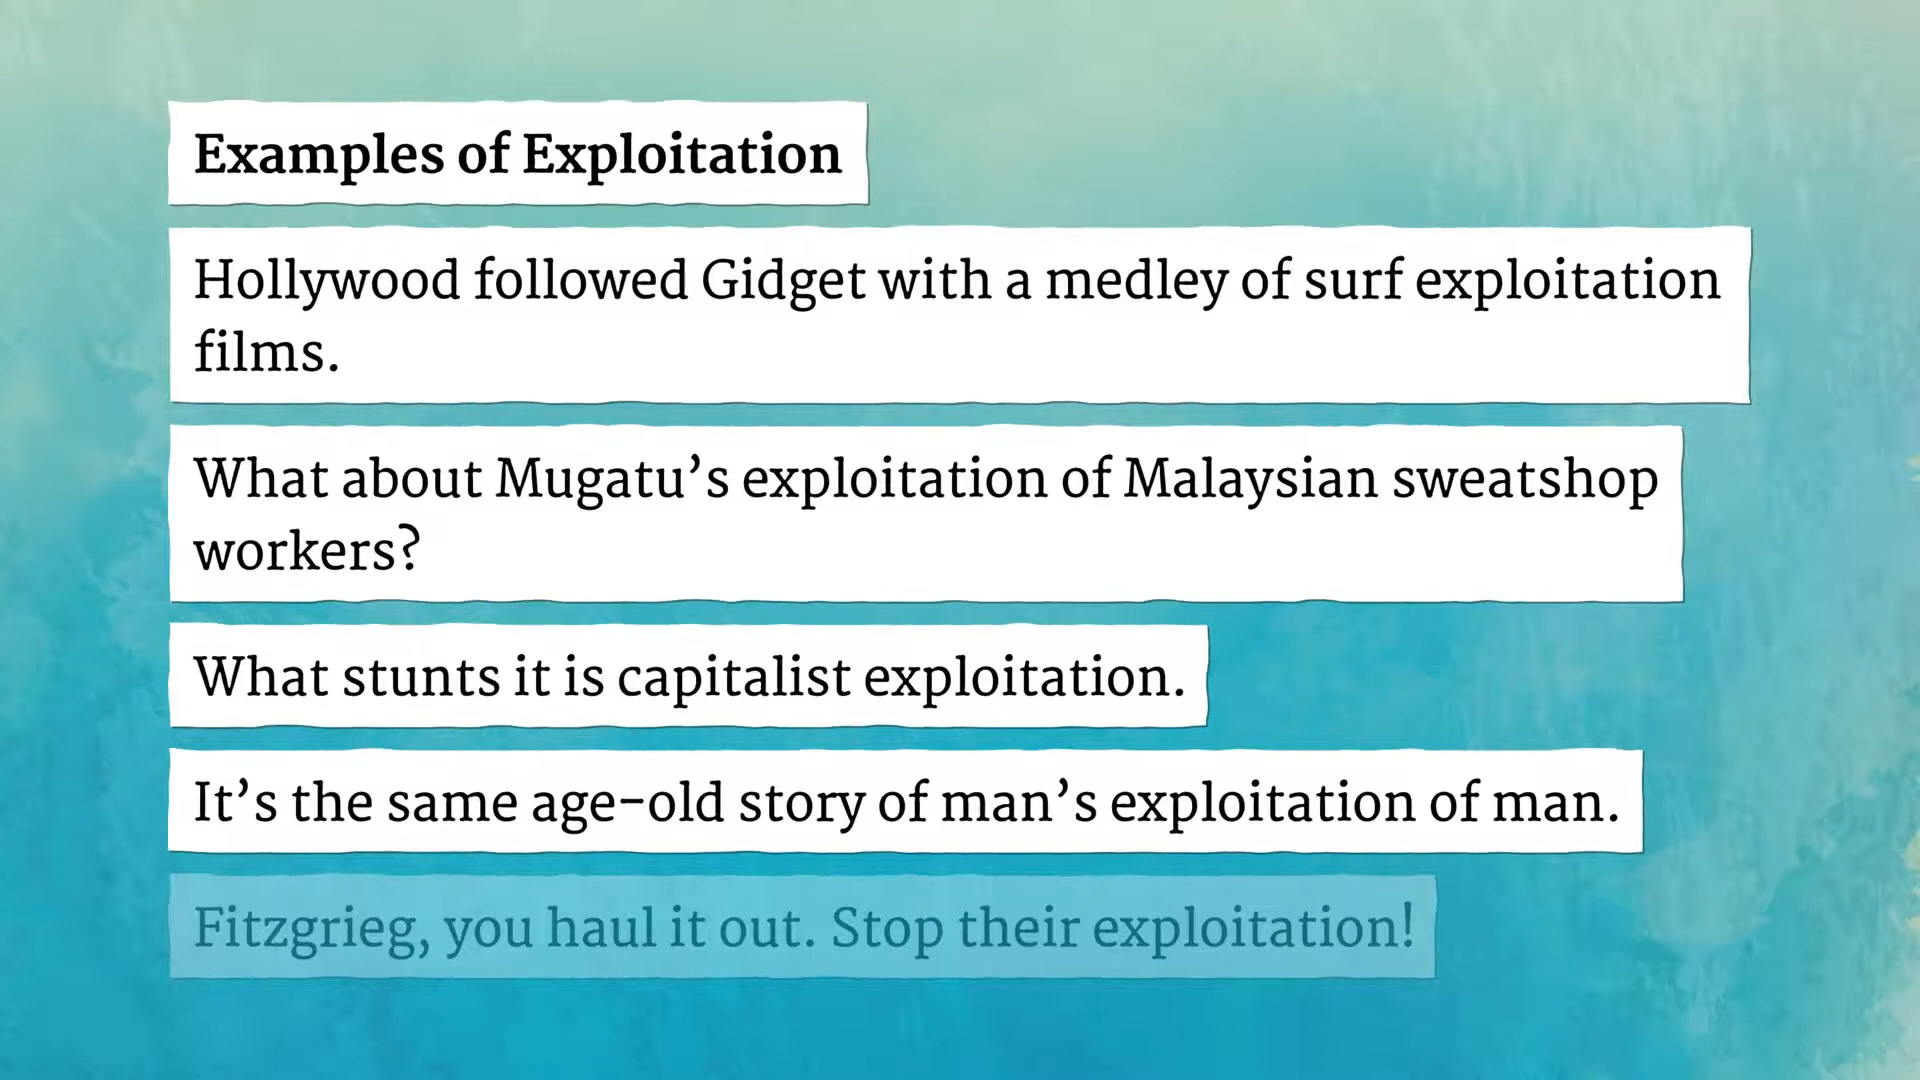 Examples of Exploitation
Hollywood followed Gidget with a medley of surf exploitation
films.
What about Mugatu’s exploitation of Malaysian sweatshop
workers?
What stunts it is capitalist exploitation.
It’s the same age-old story of man’s exploitation of man.
Fitzgrieg, you haul it out. Stop their exploitation!